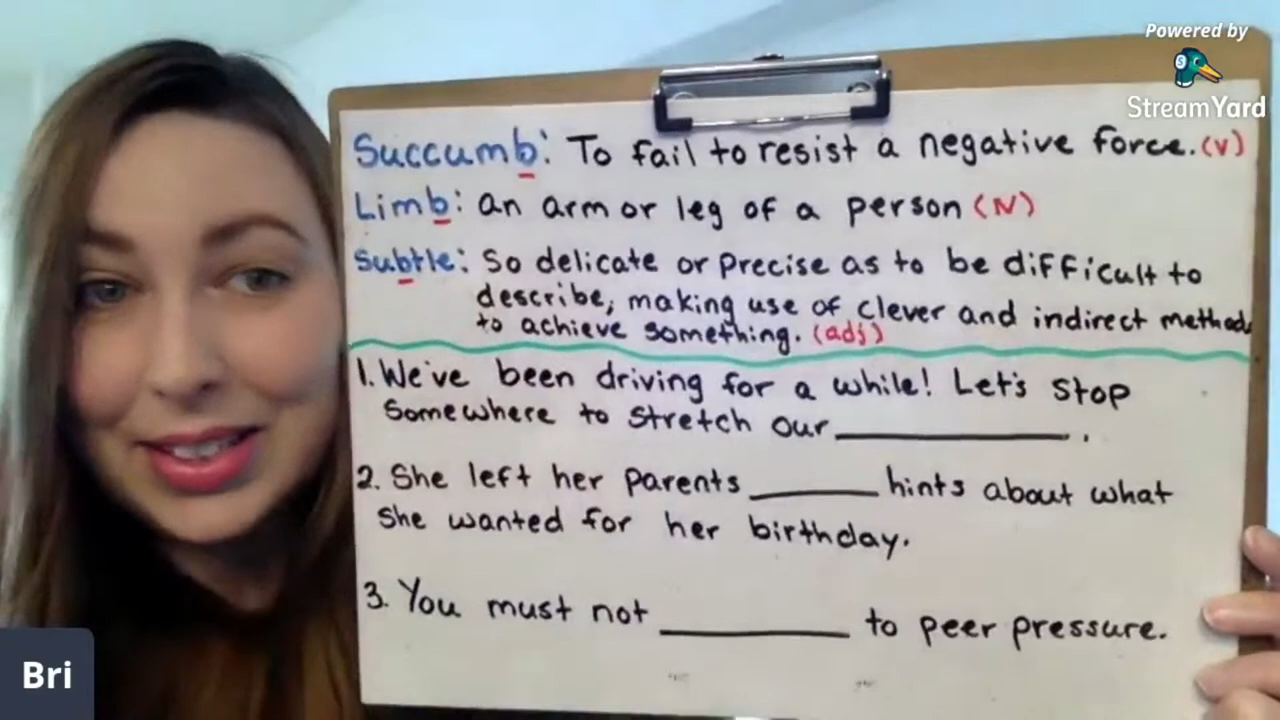 Powered by
StreamYard
Succumb: To fail to resist a negative force. (V)
Limb: an arm or leg of a person (N)
Subtle: So delicate or precise as to be difficult to
describe, making use of clever and indirect methods
to achieve something. (adj)
1. We've been driving for a while! Let's stop
somewhere to stretch our __________.
2. She left her parents ______ hints about what
she wanted for her birthday.
3. You must not ________ to peer pressure.
Bri